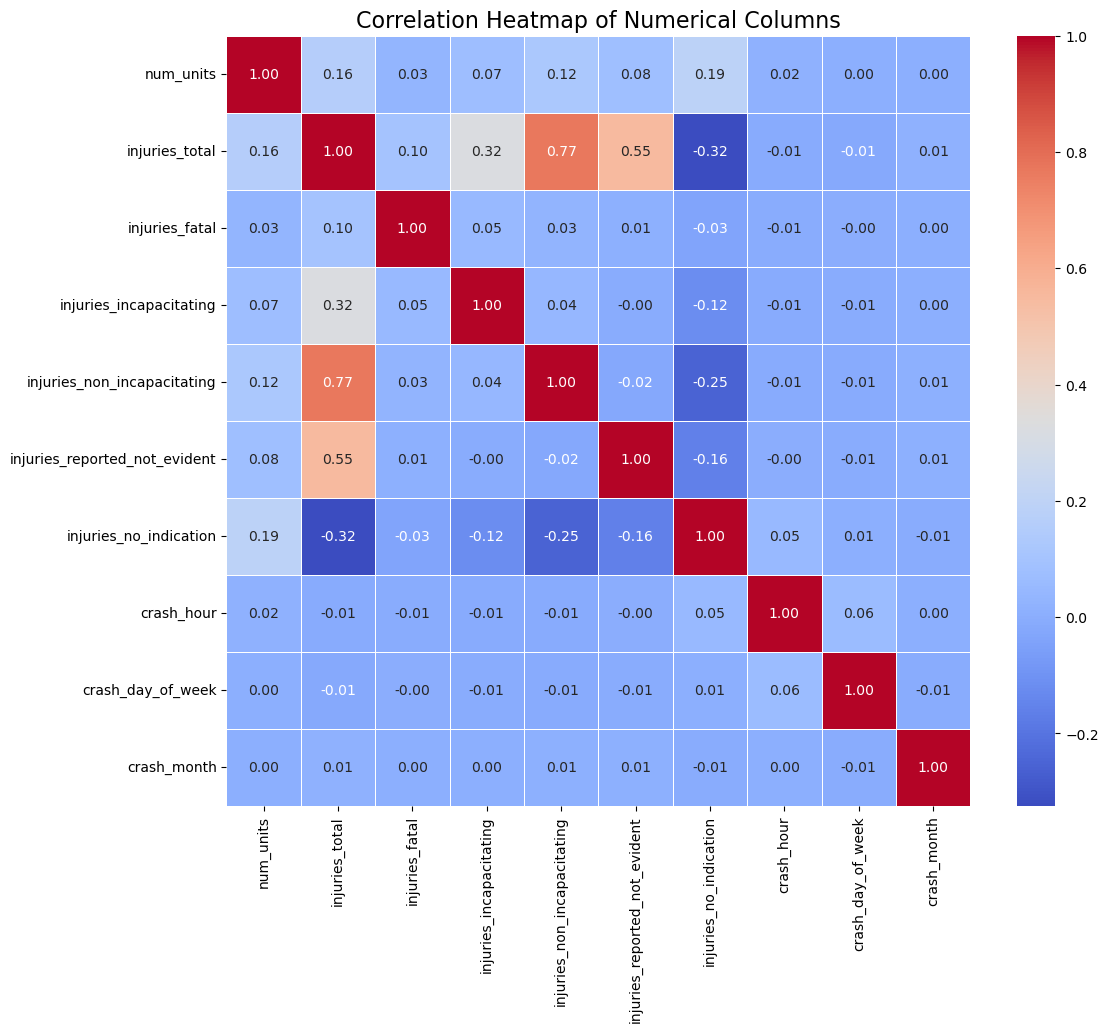 Correlation Heatmap of Numerical Columns
num_units 1.00 0.16 0.03 0.07 0.12 0.08 0.19 0.02 0.00 0.00
injuries_total 0.16 1.00 0.10 0.32 0.77 0.55 -0.32 -0.01 -0.01 0.01
injuries_fatal 0.03 0.10 1.00 0.05 0.03 0.01 -0.03 -0.01 -0.00 0.00
injuries_incapacitating 0.07 0.32 0.05 1.00 0.04 -0.00 -0.12 -0.01 -0.01 0.00
injuries_non_incapacitating 0.12 0.77 0.03 0.04 1.00 -0.02 -0.25 -0.01 -0.01 0.01
injuries_reported_not_evident 0.08 0.55 0.01 -0.00 -0.02 1.00 -0.16 -0.00 -0.01 0.01
injuries_no_indication 0.19 -0.32 -0.03 -0.12 -0.25 -0.16 1.00 0.05 0.01 -0.01
crash_hour 0.02 -0.01 -0.01 -0.01 -0.01 -0.00 0.05 1.00 0.06 0.00
crash_day_of_week 0.00 -0.01 -0.00 -0.01 -0.01 -0.01 0.01 0.06 1.00 -0.01
crash_month 0.00 0.01 0.00 0.00 0.01 0.01 -0.01 0.00 -0.01 1.00
num_units
injuries_total
injuries_fatal
injuries_incapacitating
injuries_non_incapacitating
injuries_reported_not_evident
injuries_no_indication
crash_hour
crash_day_of_week
crash_month
1.0
0.8
0.6
0.4
0.2
0.0
−0.2